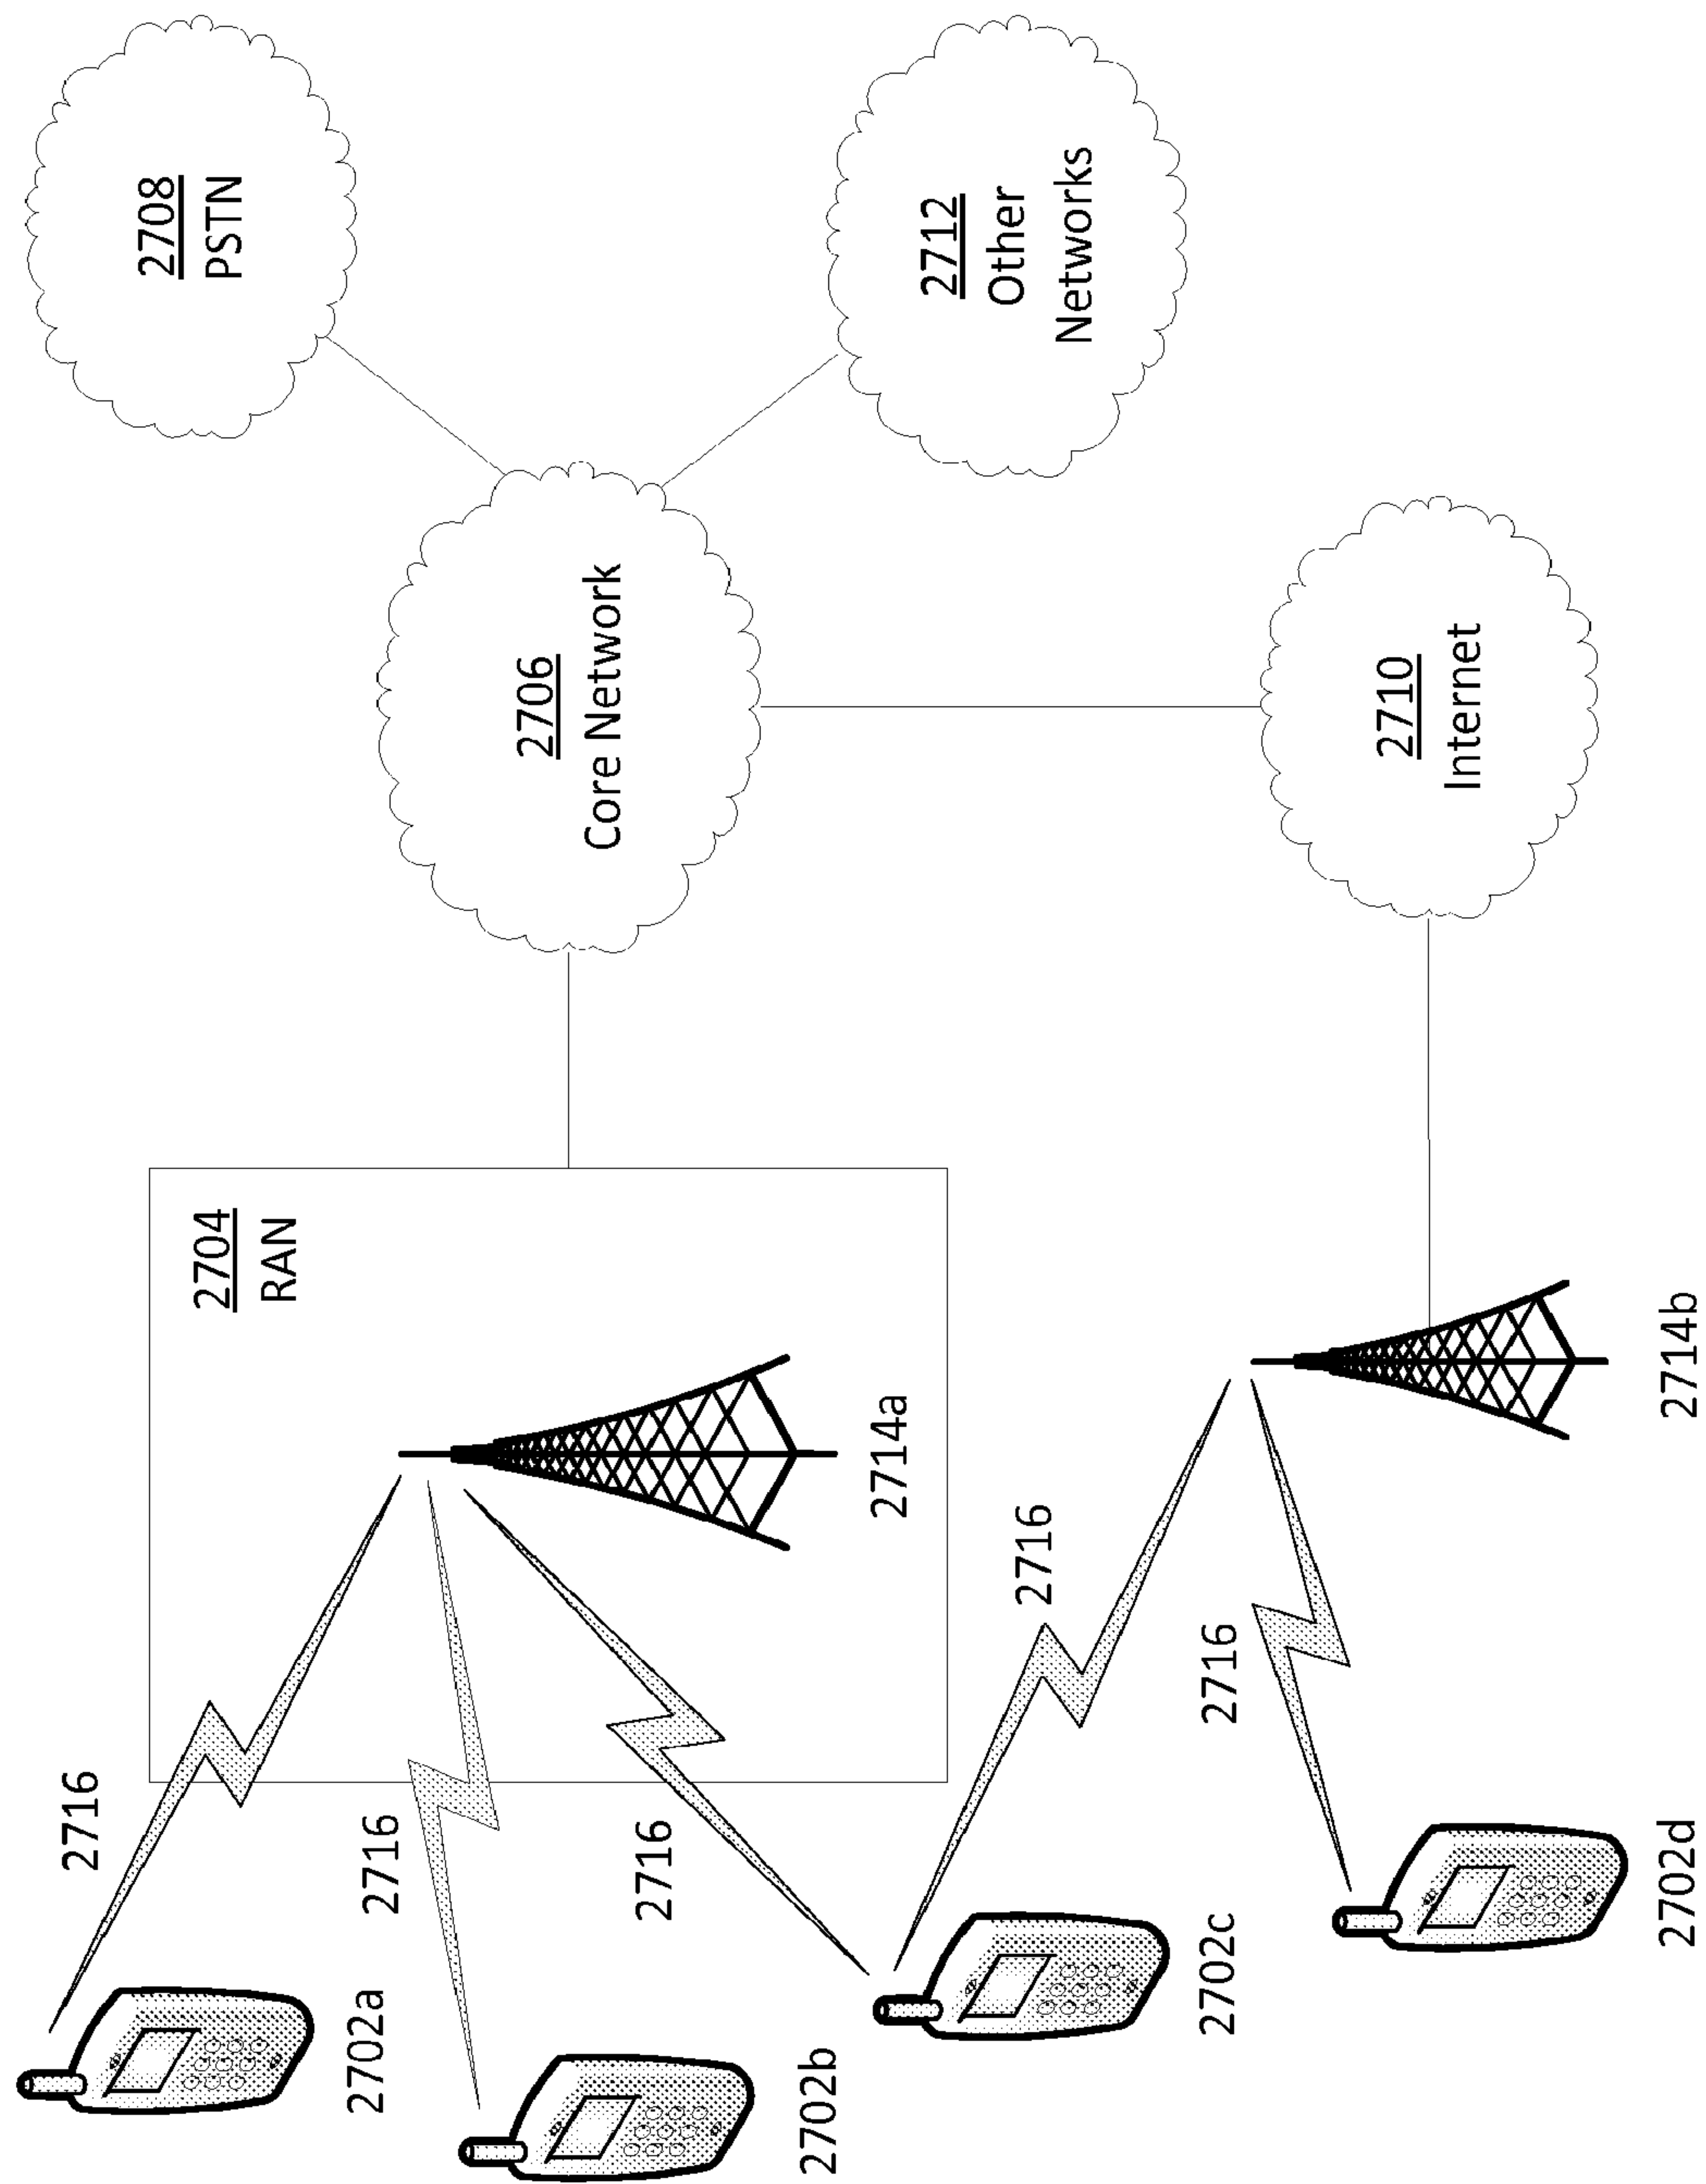 2716
2702a
2716
2702b
2716
2702c
2716
2716
2702d
2704
RAN
2714a
2714b
2706
Core Network
2708
PSTN
2712
Other
Networks
2710
Internet